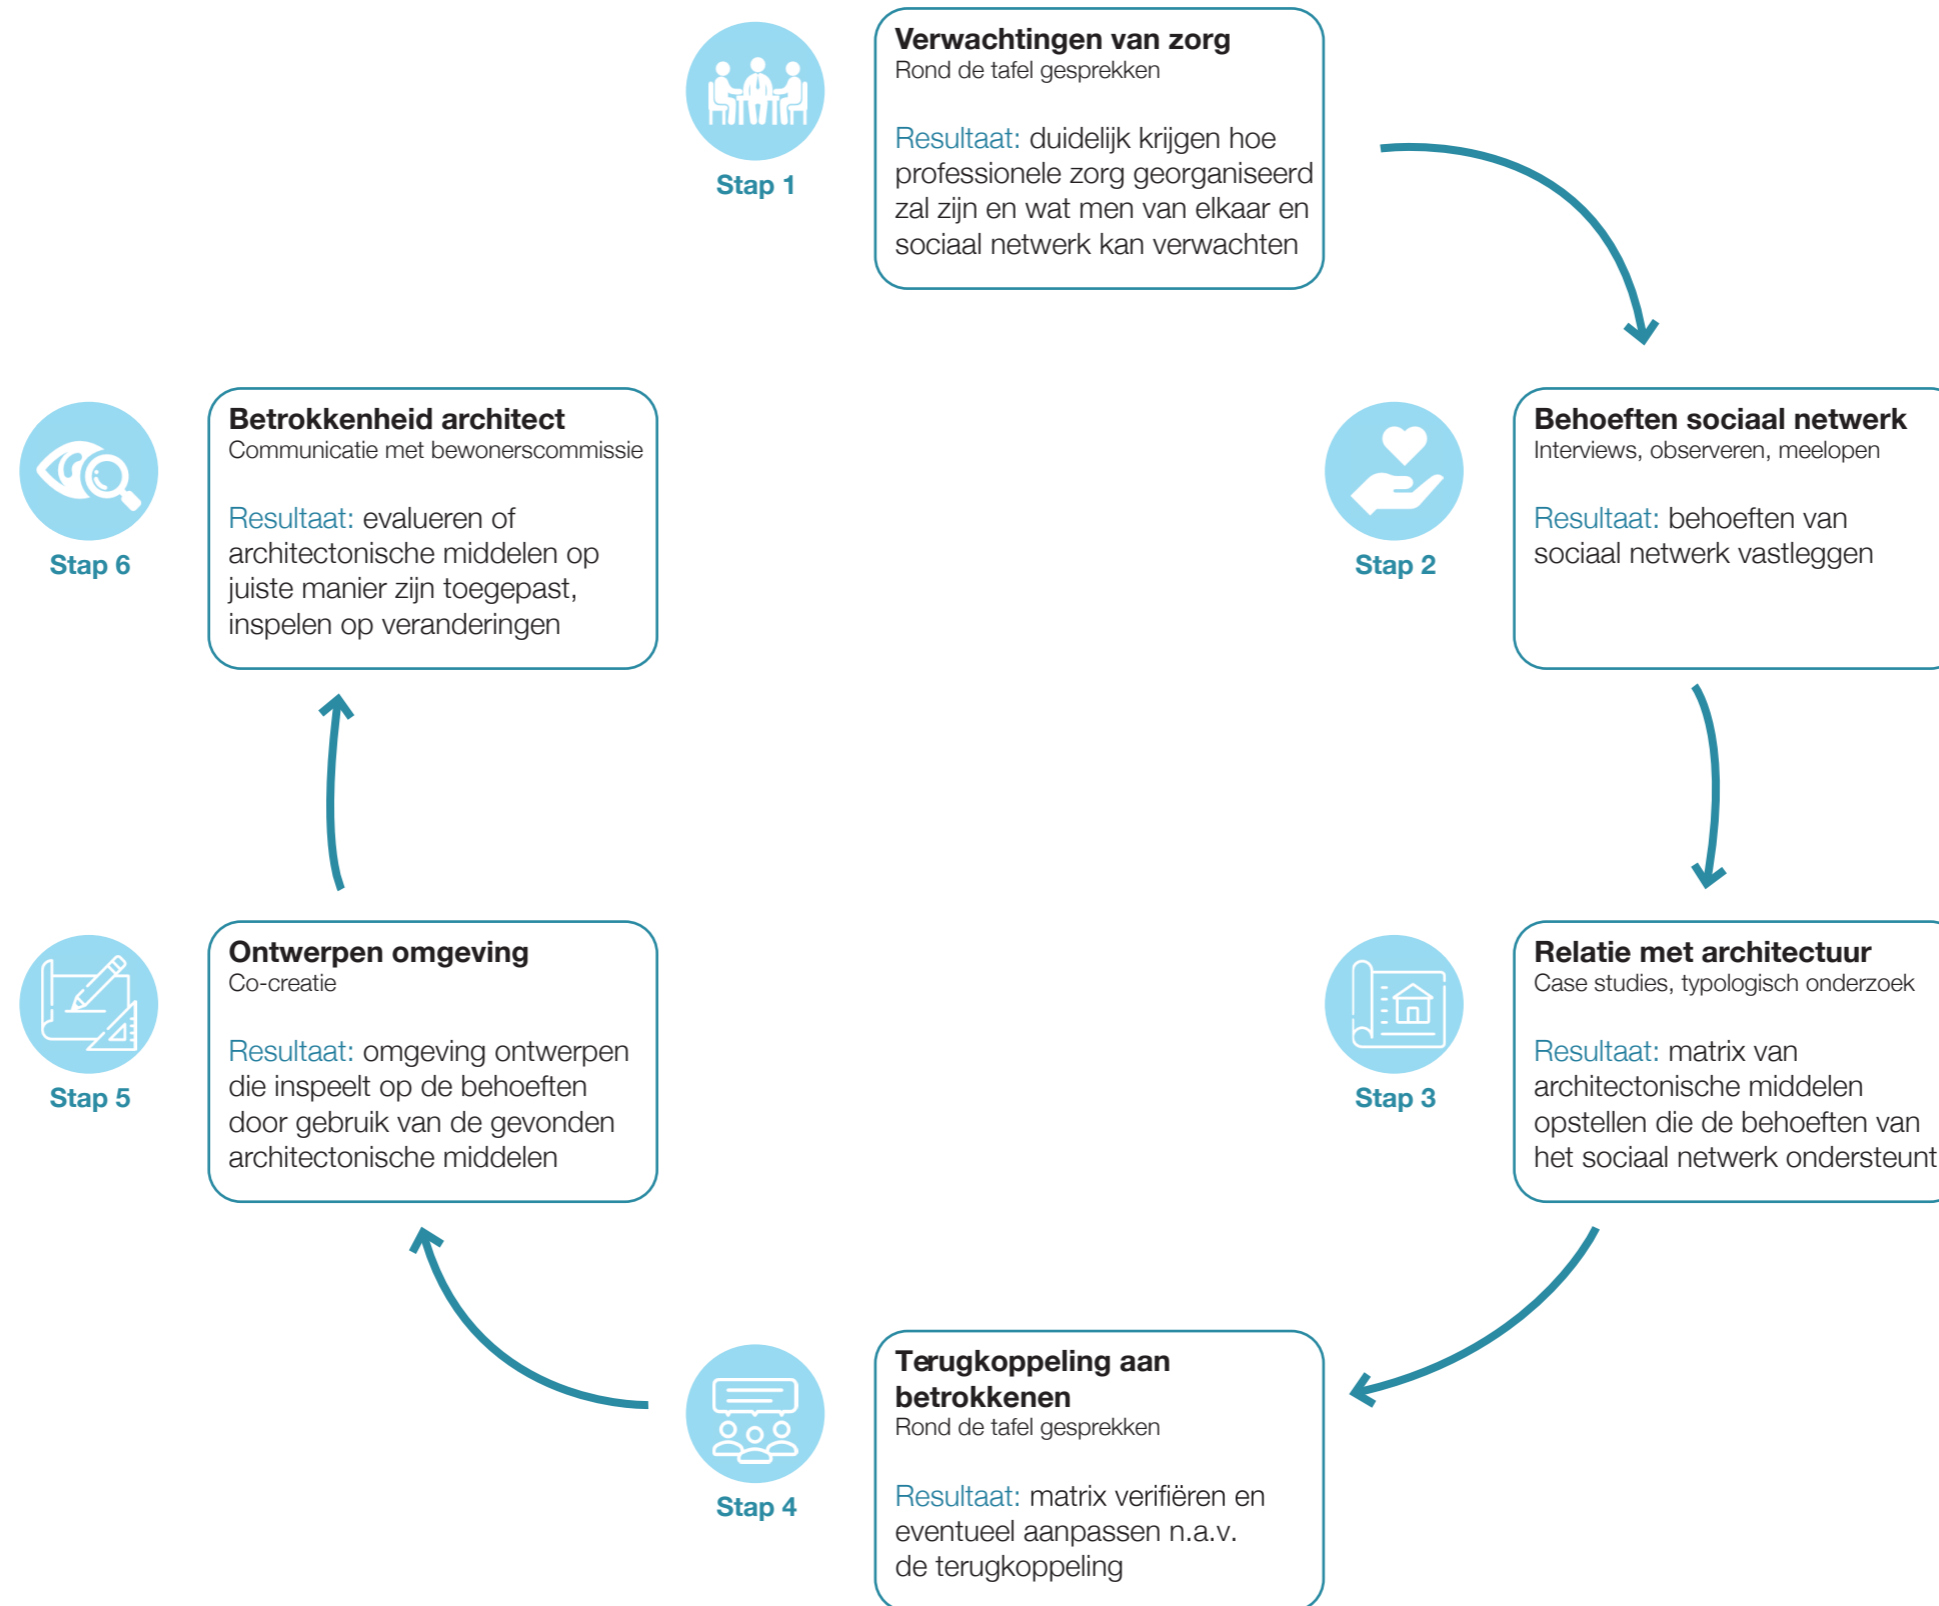 Verwachtingen van zorg
Rond de tafel gesprekken
Resultaat: duidelijk krijgen hoe
professionele zorg georganiseerd
zal zijn en wat men van elkaar en
sociaal netwerk kan verwachten
Stap 1
Behoeften sociaal netwerk
Interviews, observeren, meelopen
Resultaat: behoeften van
sociaal netwerk vastleggen
Stap 2
Relatie met architectuur
Case studies, typologisch onderzoek
Resultaat: matrix van
architectonische middelen
opstellen die de behoeften van
het sociaal netwerk ondersteunt
Stap 3
Terugkoppeling aan
betrokkenen
Rond de tafel gesprekken
Resultaat: matrix verifiëren en
eventueel aanpassen n.a.v.
de terugkoppeling
Stap 4
Ontwerpen omgeving
Co-creatie
Resultaat: omgeving ontwerpen
die inspeelt op de behoeften
door gebruik van de gevonden
architectonische middelen
Stap 5
Betrokkenheid architect
Communicatie met bewonerscommissie
Resultaat: evalueren of
architectonische middelen op
juiste manier zijn toegepast,
inspelen op veranderingen
Stap 6